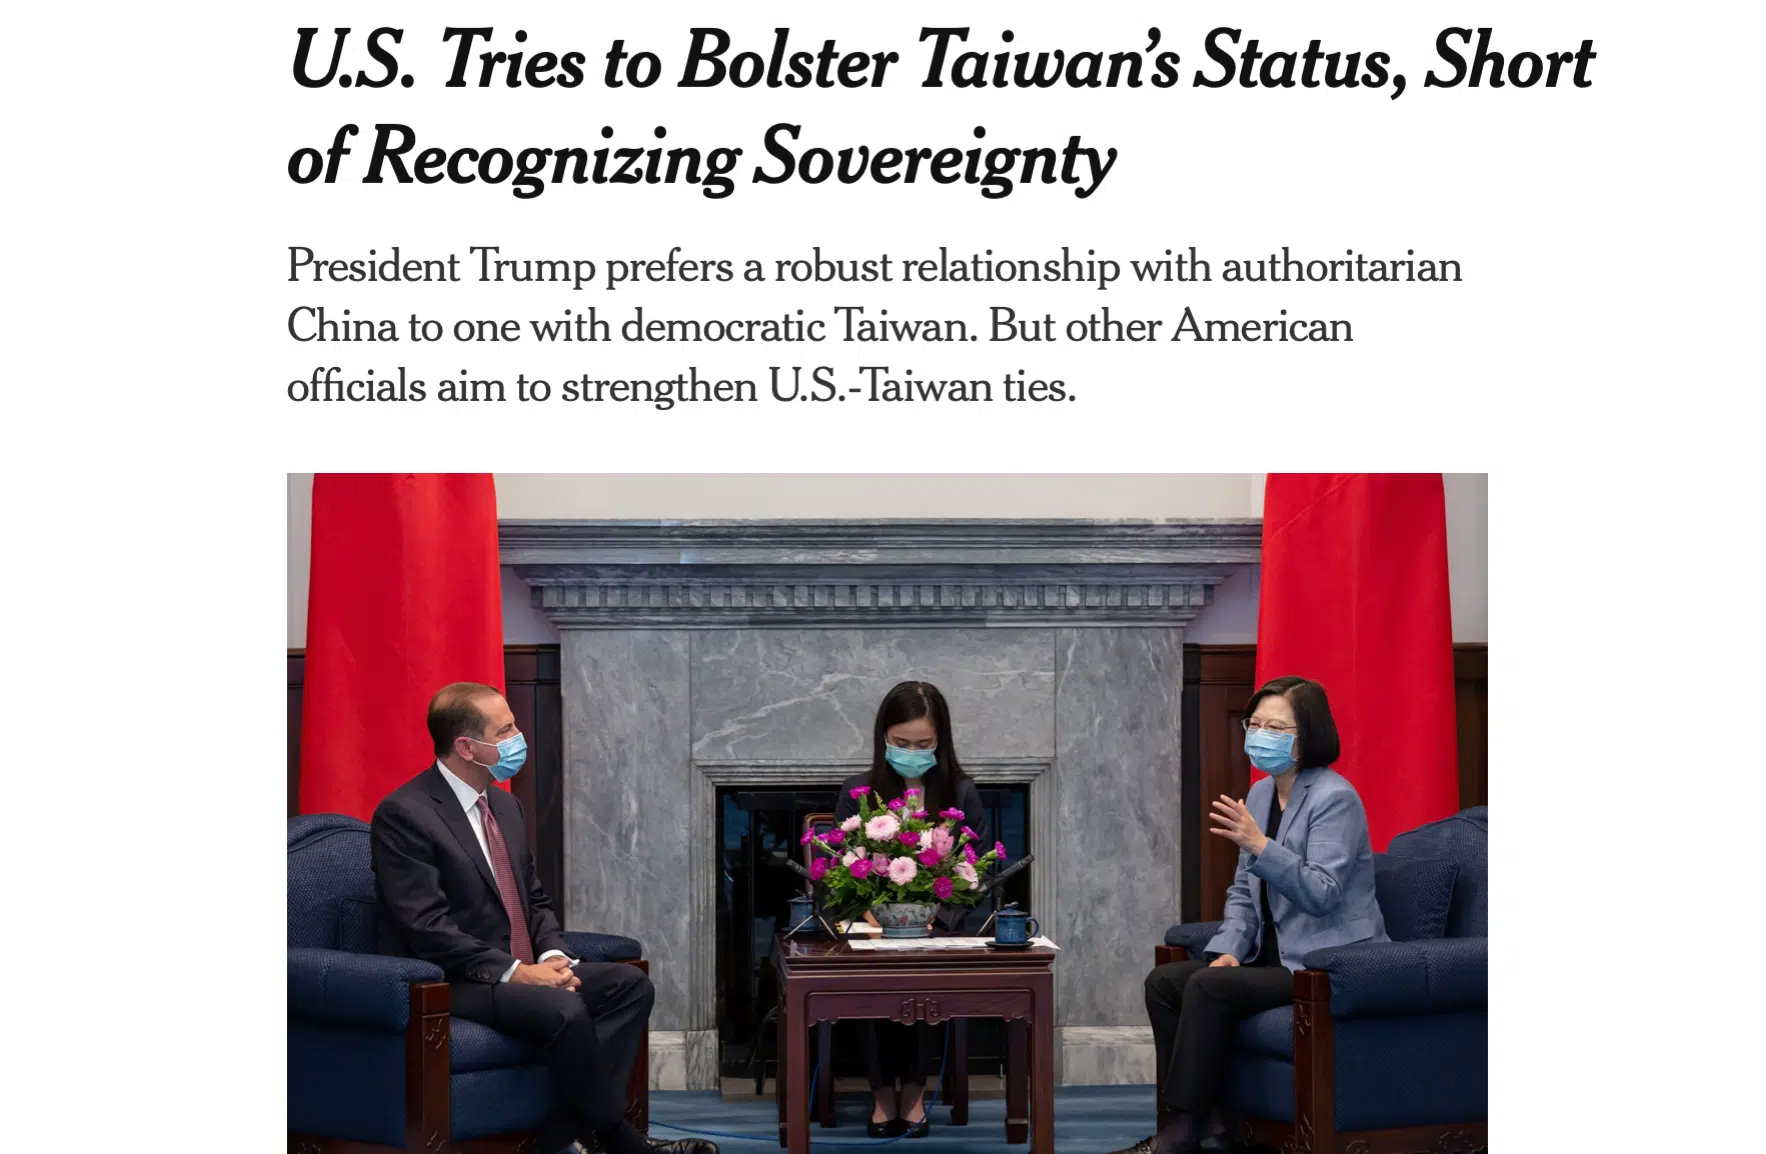 U.S. Tries to Bolster Taiwan’s Status, Short
of Recognizing Sovereignty
President Trump prefers a robust relationship with authoritarian
China to one with democratic Taiwan. But other American
officials aim to strengthen U.S.-Taiwan ties.